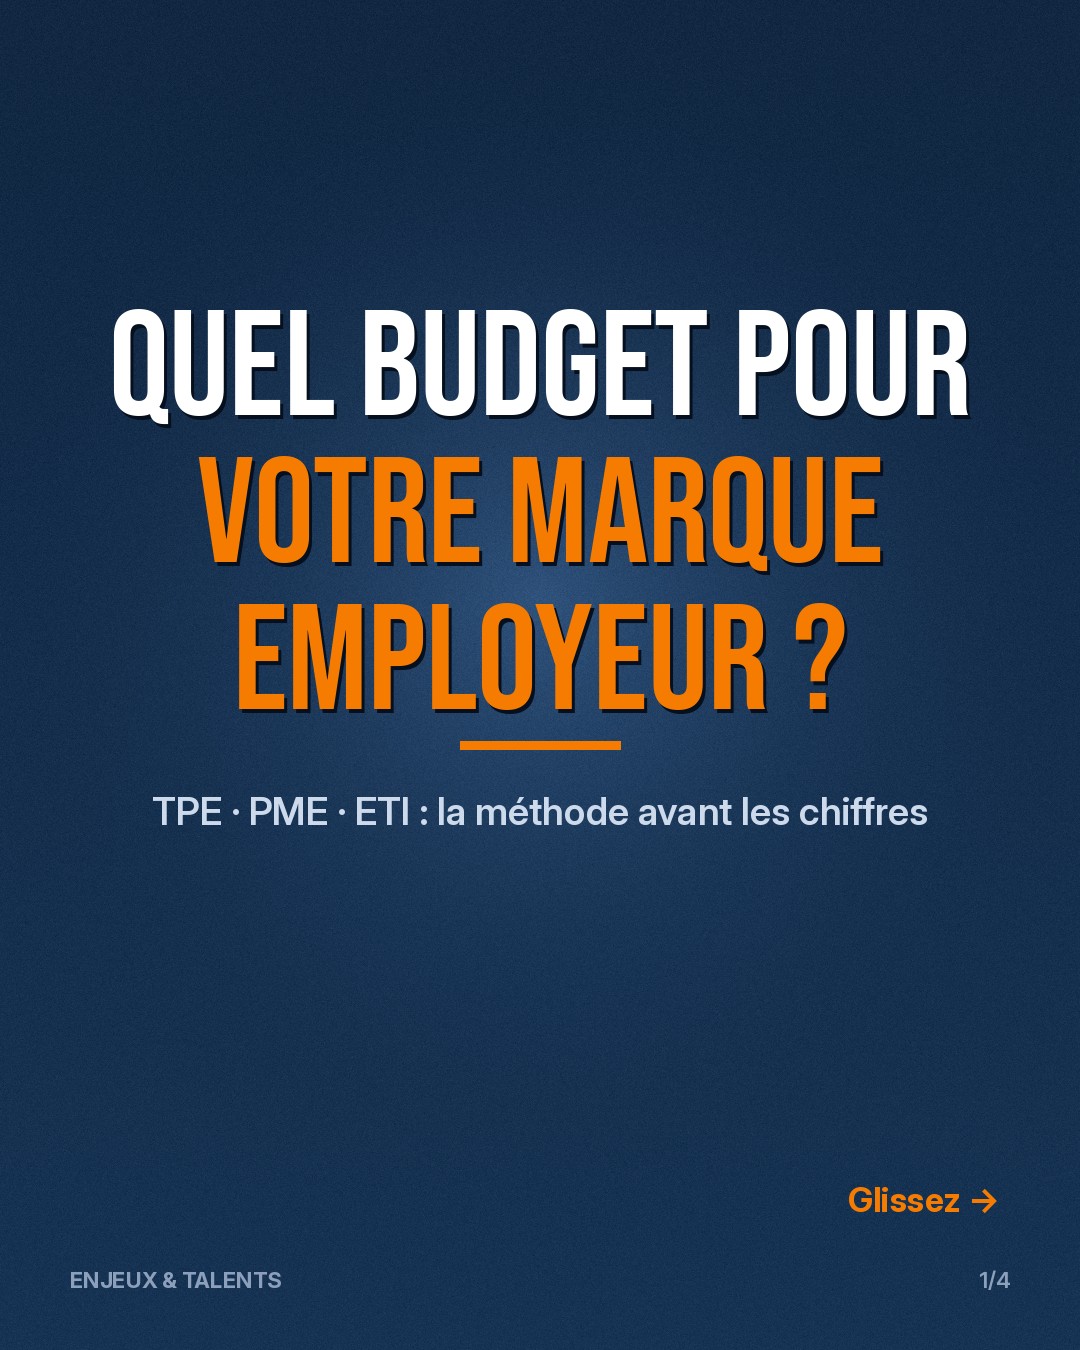 QUEL BUDGET POUR
VOTRE MARQUE
EMPLOYEUR ?
TPE · PME · ETI : la méthode avant les chiffres
Glissez →
ENJEUX & TALENTS
1/4